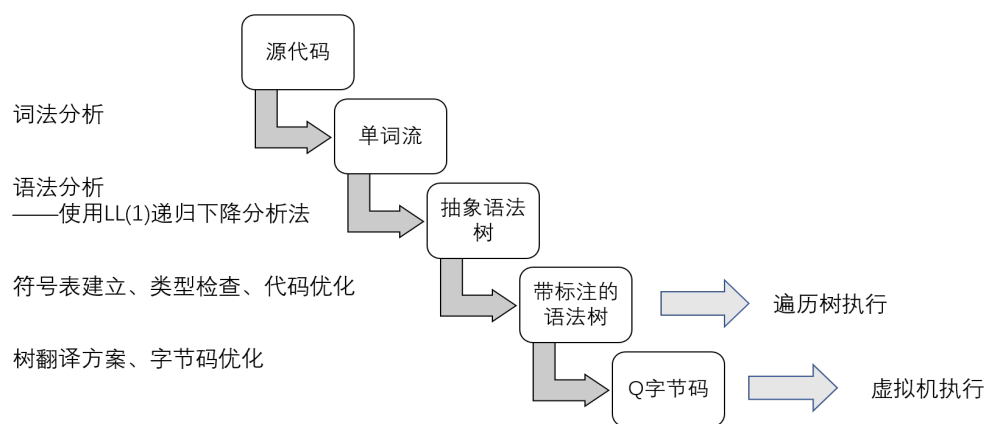 源代码
词法分析
单词流
语法分析
——使用LL(1)递归下降分析法
抽象语法
树
符号表建立、类型检查、代码优化
带标注的
语法树
遍历树执行
树翻译方案、字节码优化
Q字节码
虚拟机执行